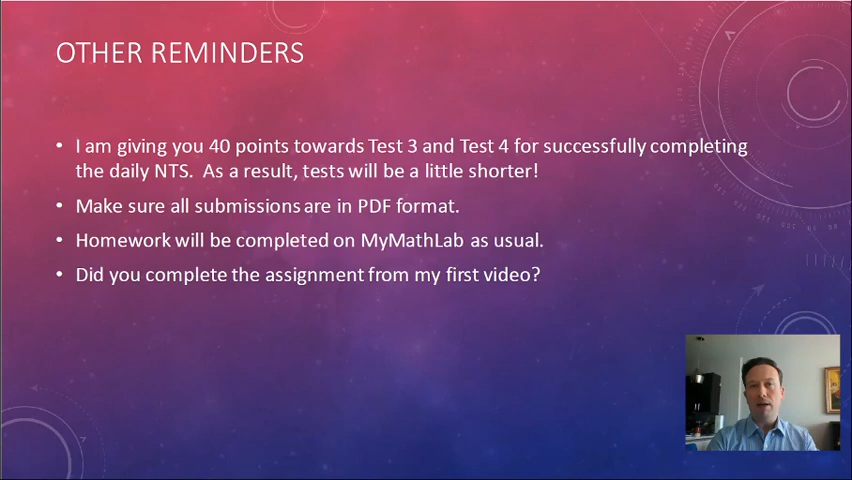 OTHER REMINDERS
• I am giving you 40 points towards Test 3 and Test 4 for successfully completing
the daily NTS.  As a result, tests will be a little shorter!
• Make sure all submissions are in PDF format.
• Homework will be completed on MyMathLab as usual.
• Did you complete the assignment from my first video?